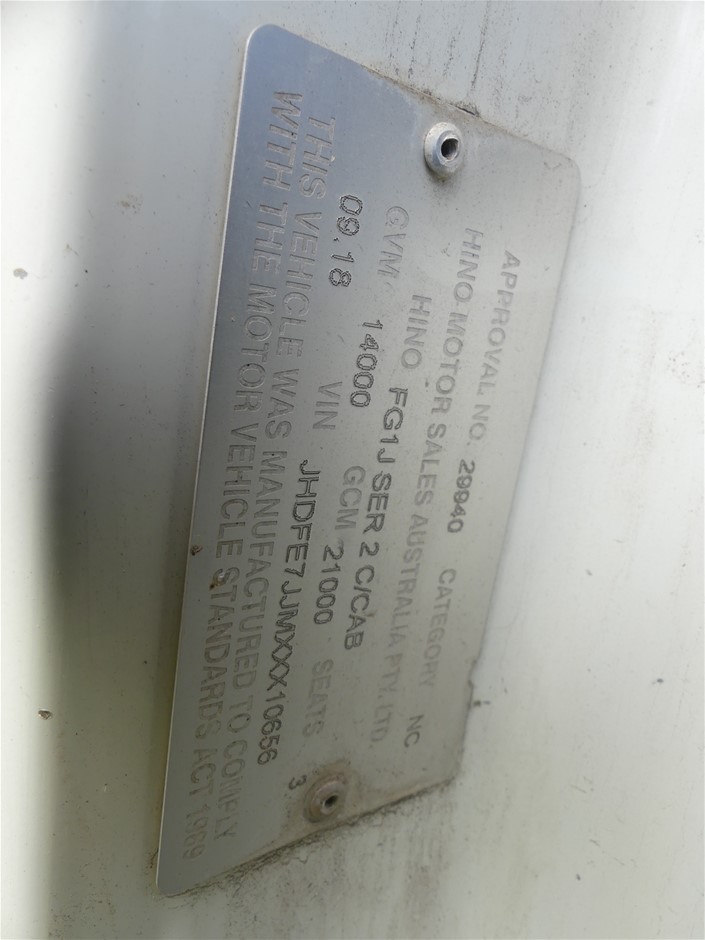 APPROVAL NO. 29940 CATEGORY NC
HINO MOTOR SALES AUSTRALIA PTY. LTD.
HINO FG1J SER 2 C/CAB
GVM 14000 GCM 21000 SEATS 3
09.18 VIN JHDFE7JJMXXX10656
THIS VEHICLE WAS MANUFACTURED TO COMPLY
WITH THE MOTOR VEHICLE STANDARDS ACT 1989